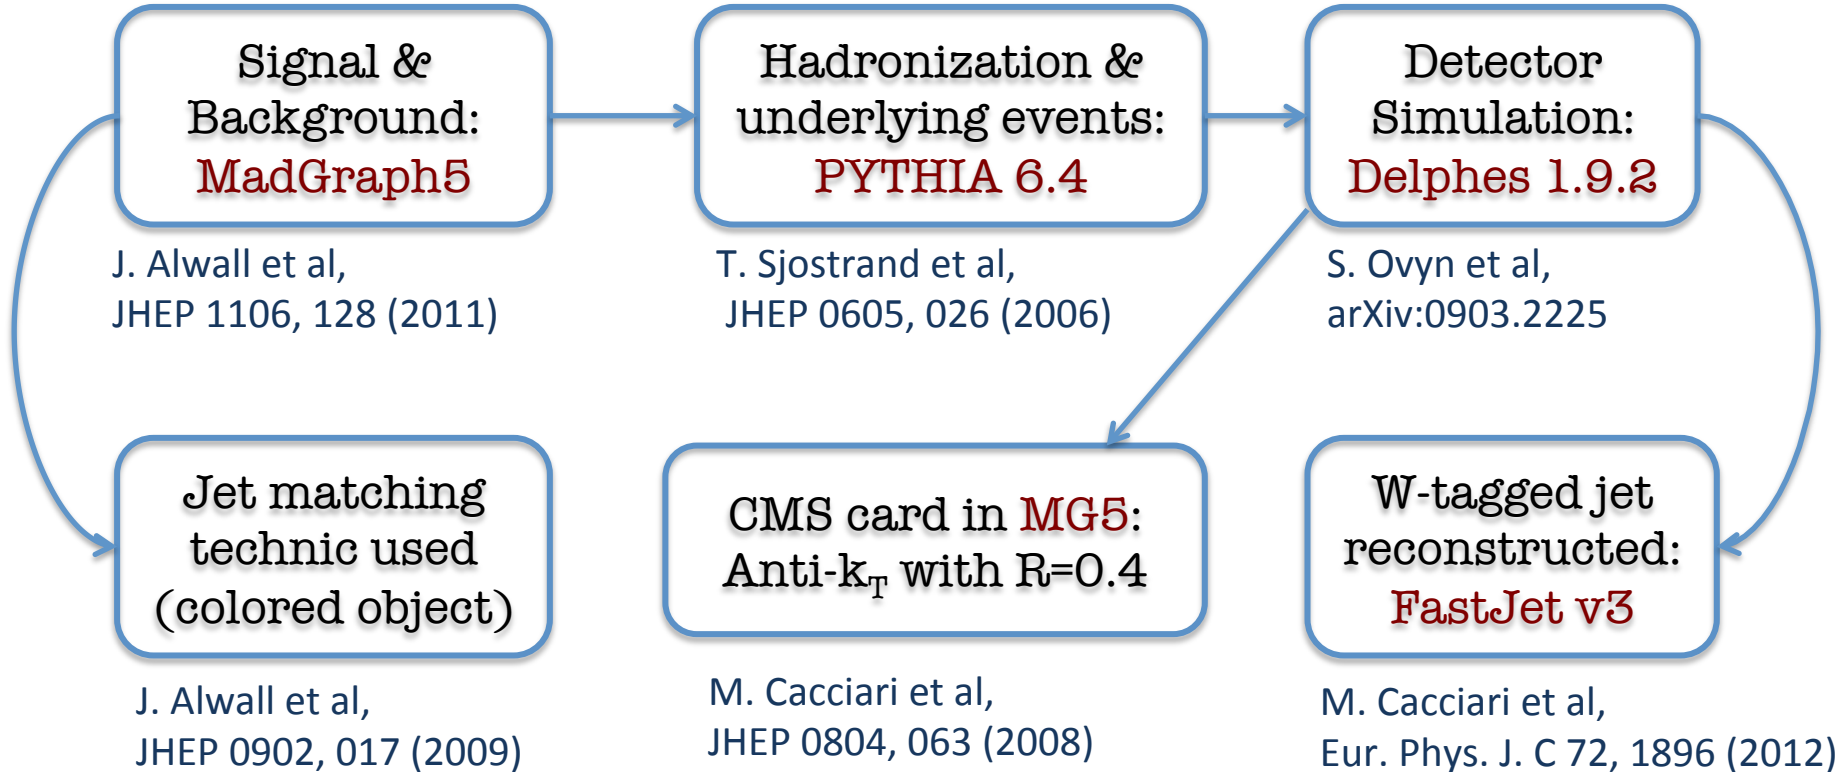 Signal &
Background:
MadGraph5
J. Alwall et al,
JHEP 1106, 128 (2011)
Hadronization &
underlying events:
PYTHIA 6.4
T. Sjostrand et al,
JHEP 0605, 026 (2006)
Detector
Simulation:
Delphes 1.9.2
S. Ovyn et al,
arXiv:0903.2225
Jet matching
technic used
(colored object)
J. Alwall et al,
JHEP 0902, 017 (2009)
CMS card in MG5:
Anti-k_T with R=0.4
M. Cacciari et al,
JHEP 0804, 063 (2008)
W-tagged jet
reconstructed:
FastJet v3
M. Cacciari et al,
Eur. Phys. J. C 72, 1896 (2012)